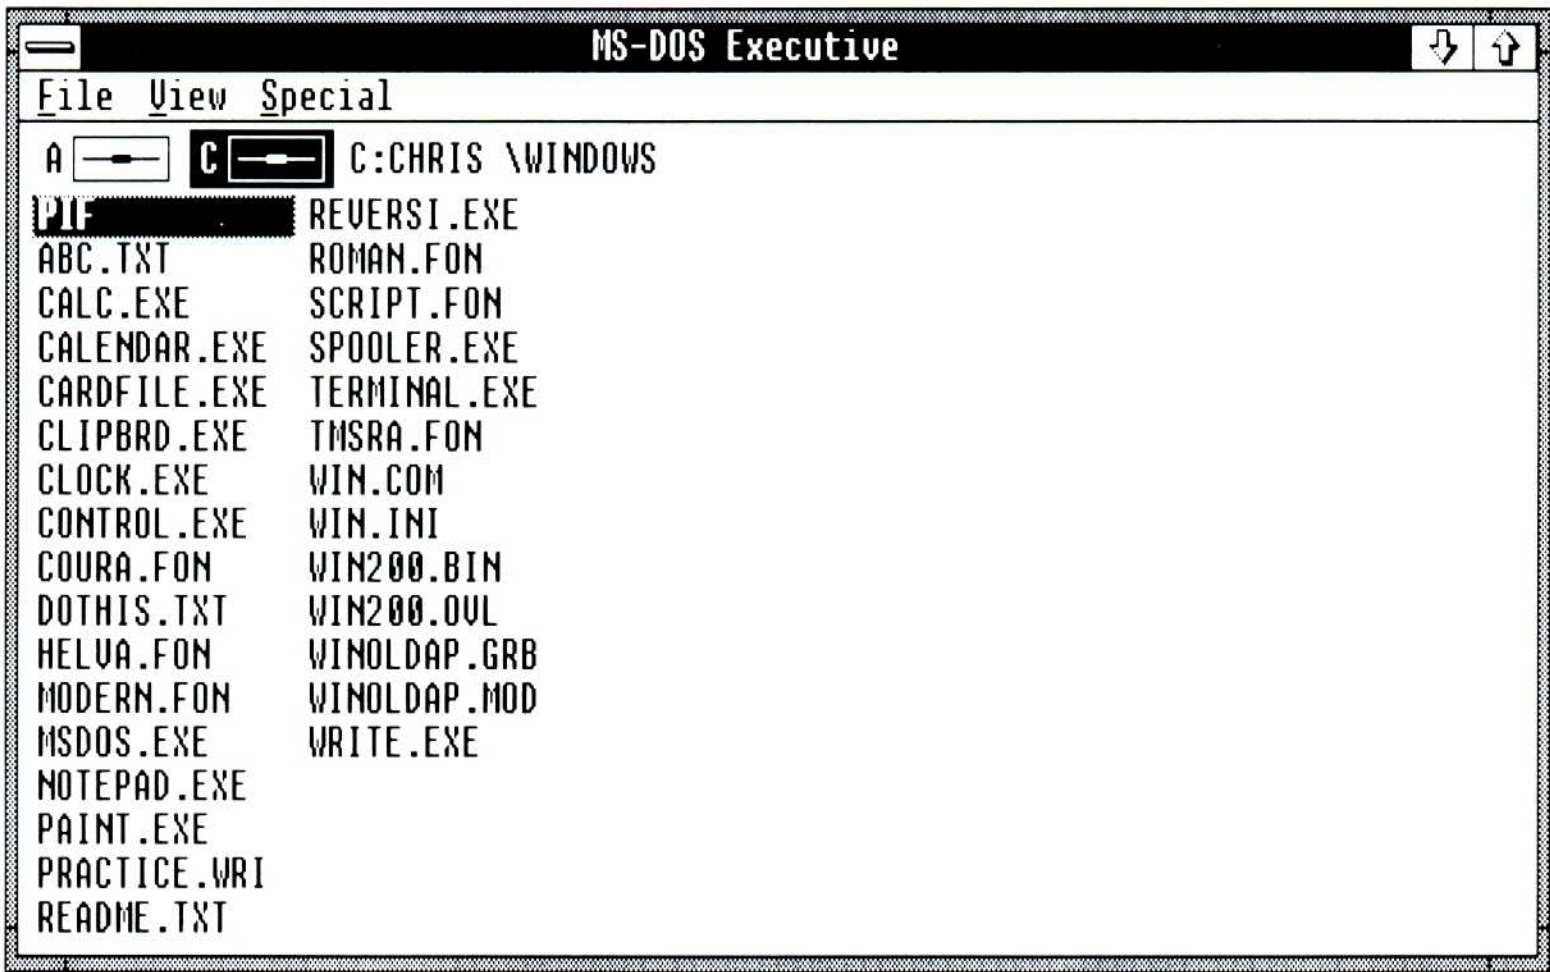 MS-DOS Executive
File View Special
A C C:CHRIS \WINDOWS
PIF
ABC.TXT
CALC.EXE
CALENDAR.EXE
CARDFILE.EXE
CLIPBRD.EXE
CLOCK.EXE
CONTROL.EXE
COURA.FON
DOTHIS.TXT
HELVA.FON
MODERN.FON
MSDOS.EXE
NOTEPAD.EXE
PAINT.EXE
PRACTICE.WRI
README.TXT
REVERSI.EXE
ROMAN.FON
SCRIPT.FON
SPOOLER.EXE
TERMINAL.EXE
TMSRA.FON
WIN.COM
WIN.INI
WIN200.BIN
WIN200.OVL
WINOLDAP.GRB
WINOLDAP.MOD
WRITE.EXE